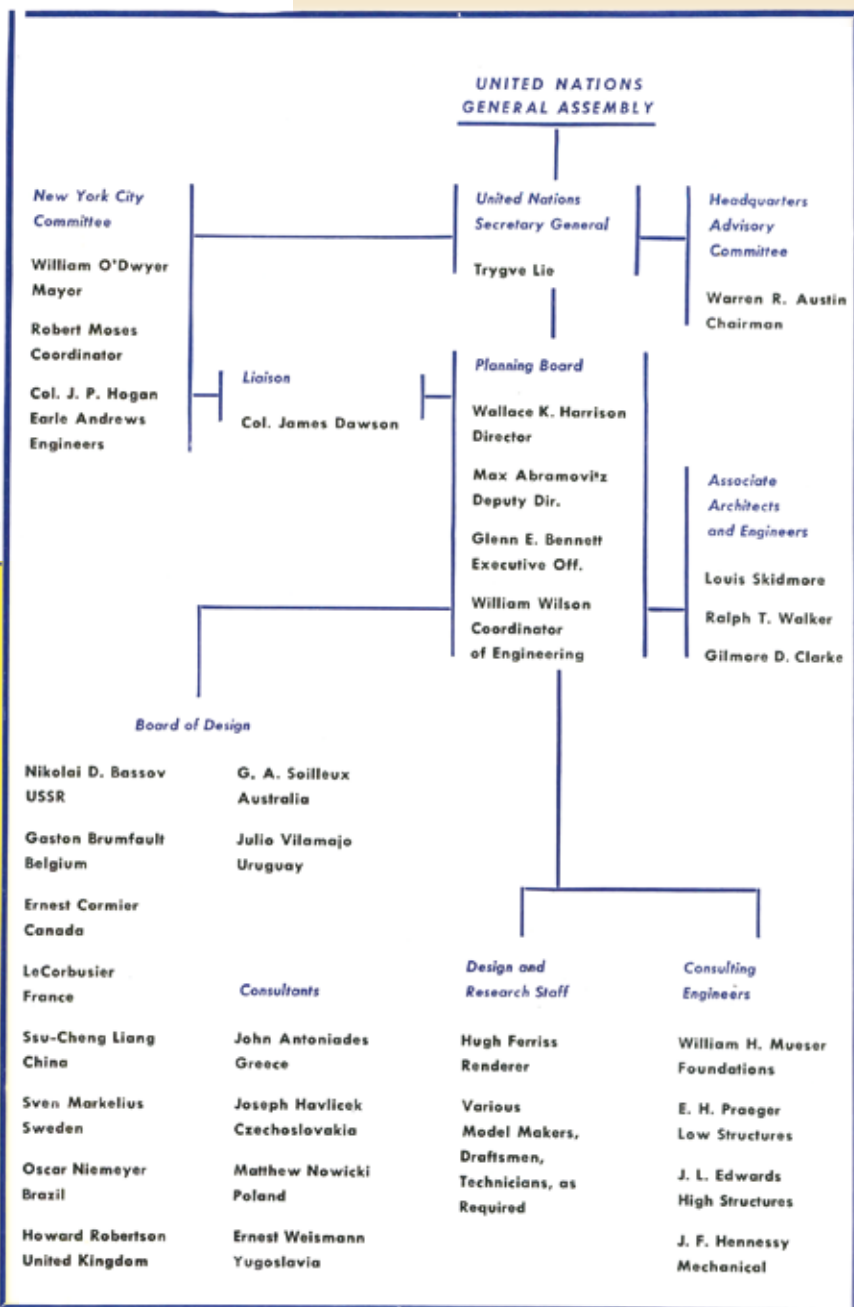 UNITED NATIONS
GENERAL ASSEMBLY
New York City
Committee
William O'Dwyer
Mayor
Robert Moses
Coordinator
Col. J. P. Hogan
Earle Andrews
Engineers
United Nations
Secretary General
Trygve Lie
Headquarters
Advisory
Committee
Warren R. Austin
Chairman
Liaison
Col. James Dawson
Planning Board
Wallace K. Harrison
Director
Max Abramovitz
Deputy Dir.
Glenn E. Bennett
Executive Off.
William Wilson
Coordinator
of Engineering
Associate
Architects
and Engineers
Louis Skidmore
Ralph T. Walker
Gilmore D. Clarke
Board of Design
Nikolai D. Bassov
USSR
Gaston Brumfault
Belgium
Ernest Cormier
Canada
LeCorbusier
France
Ssu-Cheng Liang
China
Sven Markelius
Sweden
Oscar Niemeyer
Brazil
Howard Robertson
United Kingdom
G. A. Soilleux
Australia
Julio Vilamajo
Uruguay
Consultants
John Antoniades
Greece
Joseph Havlicek
Czechoslovakia
Matthew Nowicki
Poland
Ernest Weismann
Yugoslavia
Design and
Research Staff
Hugh Ferriss
Renderer
Various
Model Makers,
Draftsmen,
Technicians, as
Required
Consulting
Engineers
William H. Mueser
Foundations
E. H. Praeger
Low Structures
J. L. Edwards
High Structures
J. F. Hennessy
Mechanical